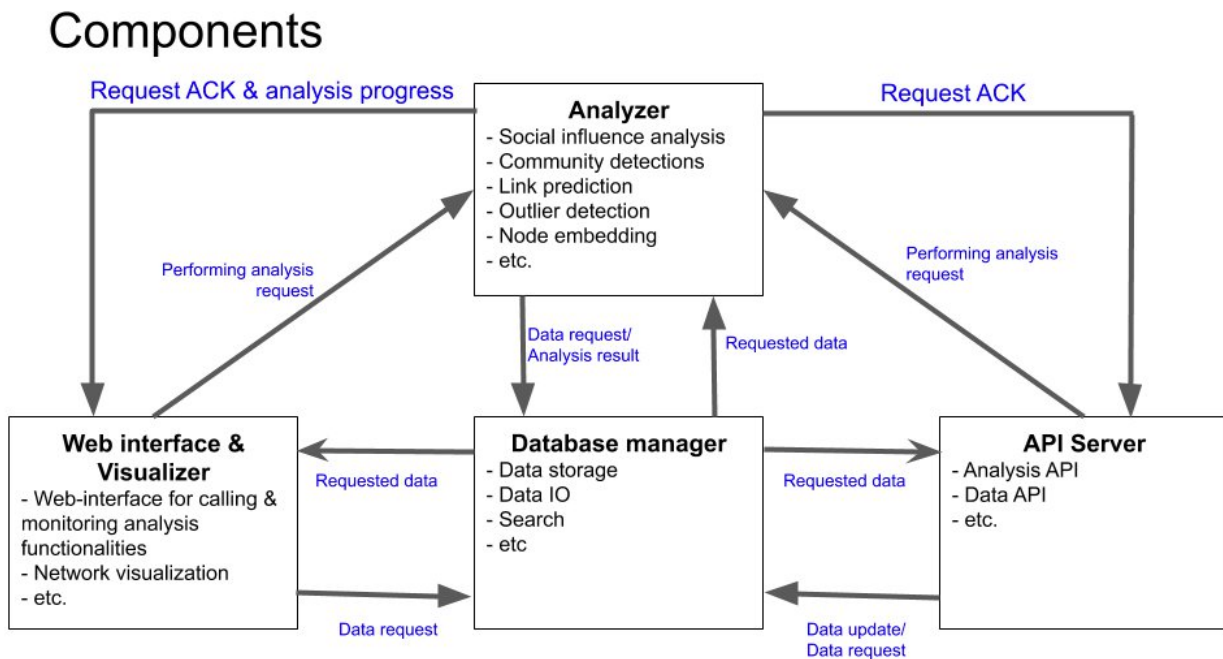 Components
Request ACK & analysis progress
Request ACK
Analyzer
- Social influence analysis
- Community detections
- Link prediction
- Outlier detection
- Node embedding
- etc.
Performing analysis
request
Performing analysis
request
Data request/
Analysis result
Requested data
Web interface &
Visualizer
- Web-interface for calling &
monitoring analysis
functionalities
- Network visualization
- etc.
Requested data
Data request
Database manager
- Data storage
- Data IO
- Search
- etc
Requested data
Data update/
Data request
API Server
- Analysis API
- Data API
- etc.